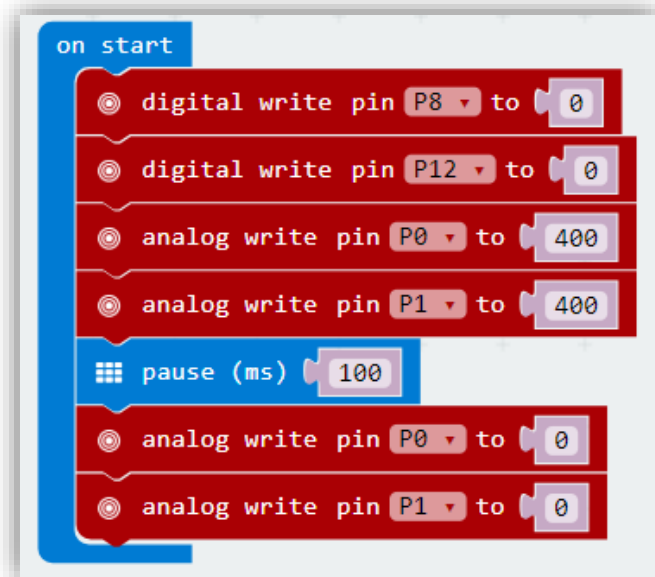 on start
digital write pin P8 to 0
digital write pin P12 to 0
analog write pin P0 to 400
analog write pin P1 to 400
pause (ms) 100
analog write pin P0 to 0
analog write pin P1 to 0